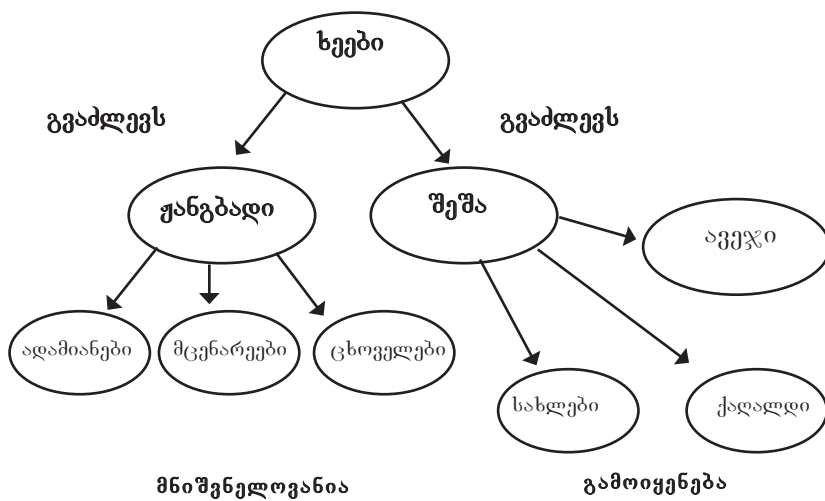 ხეები
გვაძლევს
გვაძლევს
ჟანგბადი
შეშა
ავეჯი
ადამიანები
მცენარეები
ცხოველები
სახლები
ქაღალდი
მნიშვნელოვანია
გამოიყენება